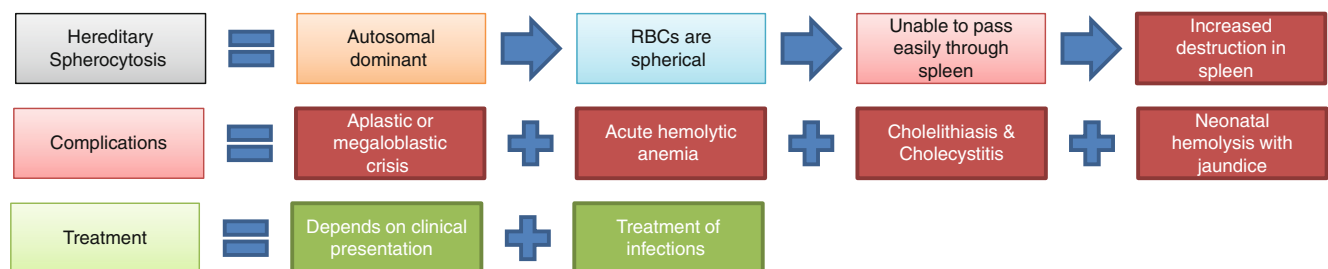 Hereditary
Spherocytosis
Autosomal
dominant
RBCs are
spherical
Unable to pass
easily through
spleen
Increased
destruction in
spleen
Complications
Aplastic or
megaloblastic
crisis
Acute hemolytic
anemia
Cholelithiasis &
Cholecystitis
Neonatal
hemolysis with
jaundice
Treatment
Depends on clinical
presentation
Treatment of
infections